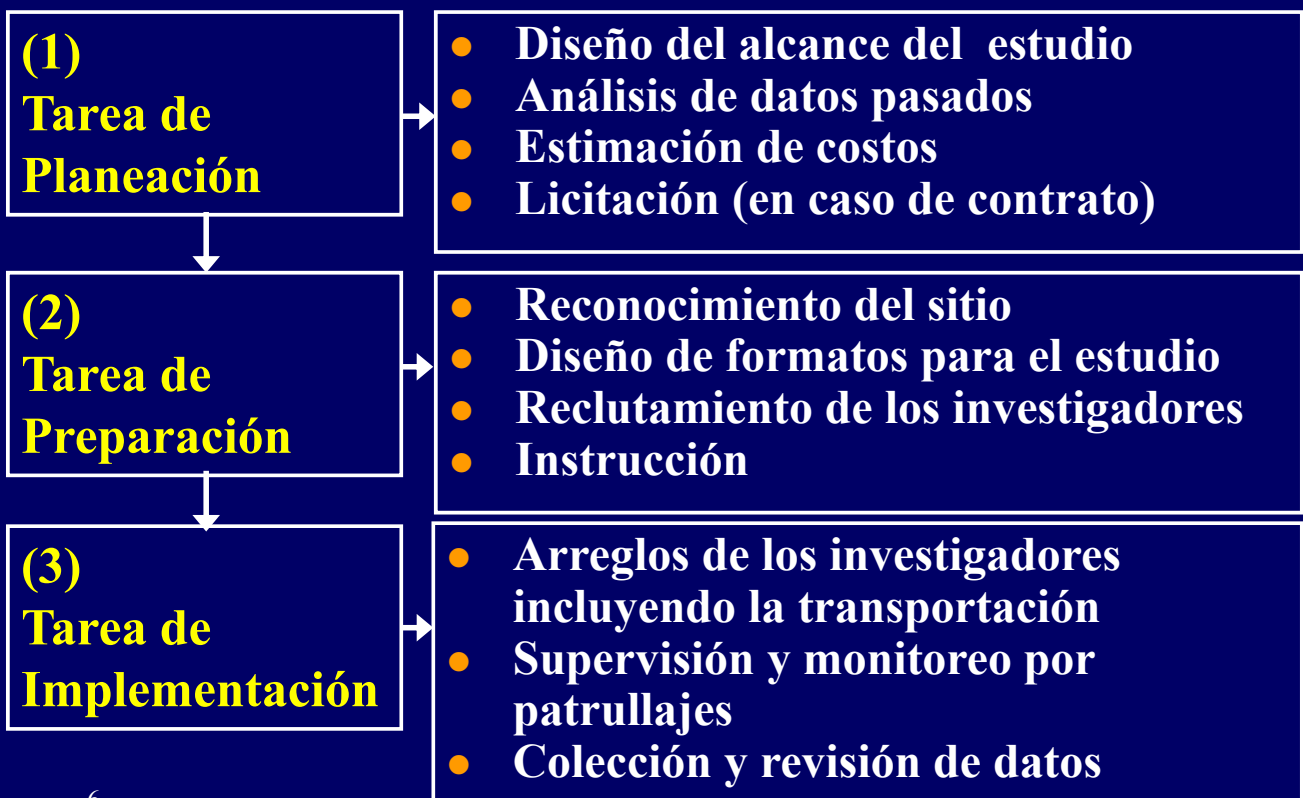 (1)
Tarea de
Planeación
● Diseño del alcance del estudio
● Análisis de datos pasados
● Estimación de costos
● Licitación (en caso de contrato)
(2)
Tarea de
Preparación
● Reconocimiento del sitio
● Diseño de formatos para el estudio
● Reclutamiento de los investigadores
● Instrucción
(3)
Tarea de
Implementación
● Arreglos de los investigadores
incluyendo la transportación
● Supervisión y monitoreo por
patrullajes
● Colección y revisión de datos
6